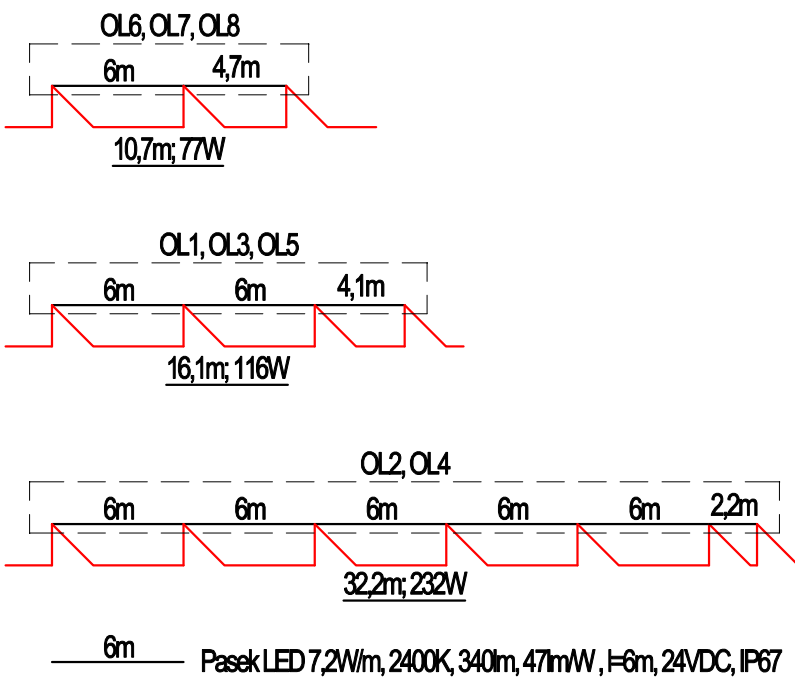 OL6, OL7, OL8
6m 4,7m
10,7m; 77W
OL1, OL3, OL5
6m 6m 4,1m
16,1m; 116W
OL2, OL4
6m 6m 6m 6m 6m 2,2m
32,2m; 232W
6m Pasek LED 7,2W/m, 2400K, 340lm, 47lm/W , l=6m, 24VDC, IP67